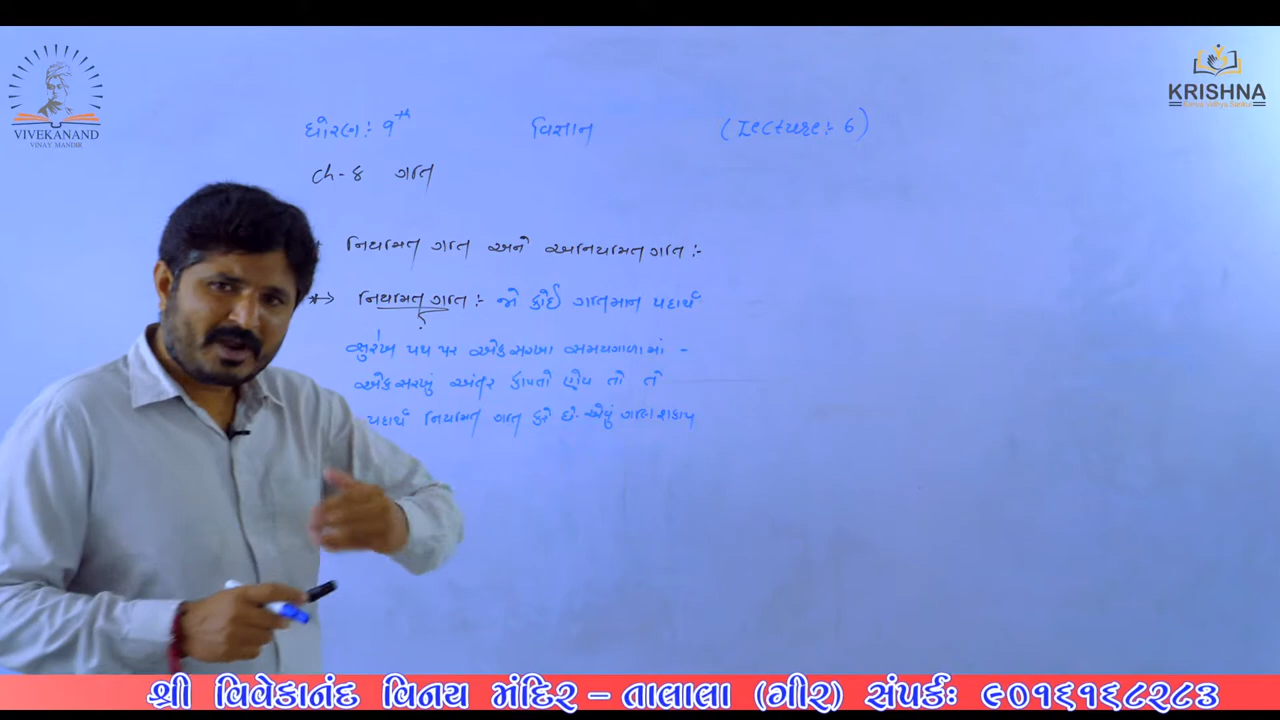 VIVEKANAND
VINAY MANDIR
KRISHNA
ધોરણ:- 9th વિજ્ઞાન (Lecture:- 6)
ch-8 ગતિ
* નિયમિત ગતિ અને અનિયમિત ગતિ :-
*→ નિયમિત ગતિ :- જો કોઈ ગતિમાન પદાર્થ
સુરેખ પથ પર એકસરખા સમયગાળામાં -
એકસરખું અંતર કાપતો હોય તો તે
પદાર્થ નિયમિત ગતિ કરે છે. એવું કહી શકાય
શ્રી વિવેકાનંદ વિનય મંદિર – તાલાલા (ગીર) સંપર્કઃ ૯૦૧૬૧૬૮૨૮૩